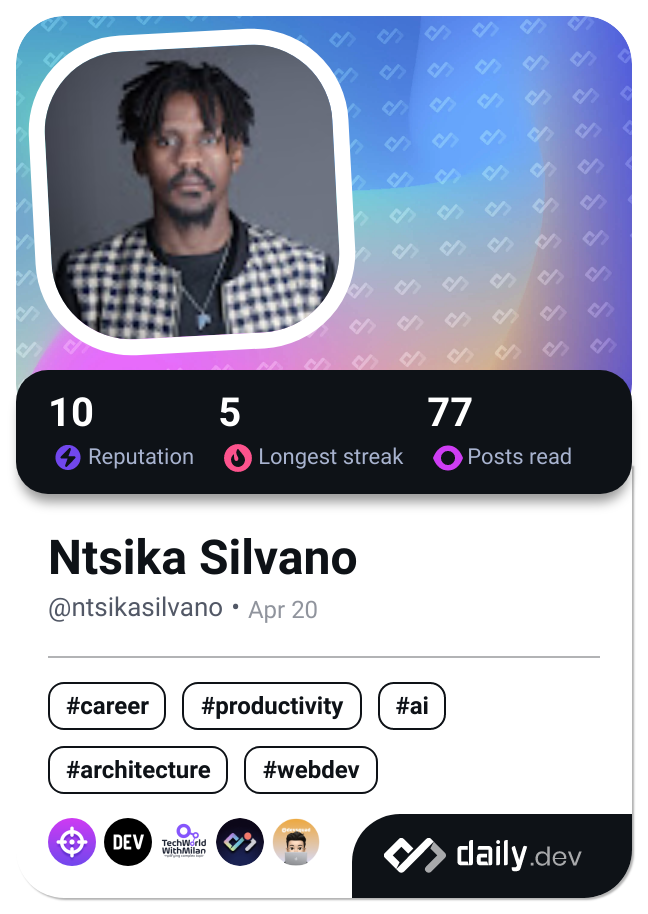 10 5 77
Reputation Longest streak Posts read
Ntsika Silvano
@ntsikasilvano • Apr 20
#career #productivity #ai
#architecture #webdev
DEV
TechWorld
WithMilan
daily.dev